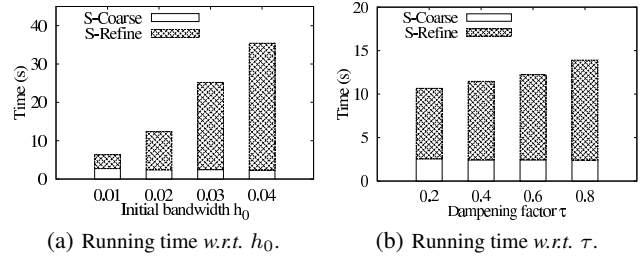 S-Coarse
S-Refine
Time (s)
40
30
20
10
0
0.01 0.02 0.03 0.04
Initial bandwidth h₀
(a) Running time w.r.t. h₀.
S-Coarse
S-Refine
Time (s)
20
15
10
5
0
0.2 0.4 0.6 0.8
Dampening factor τ
(b) Running time w.r.t. τ.